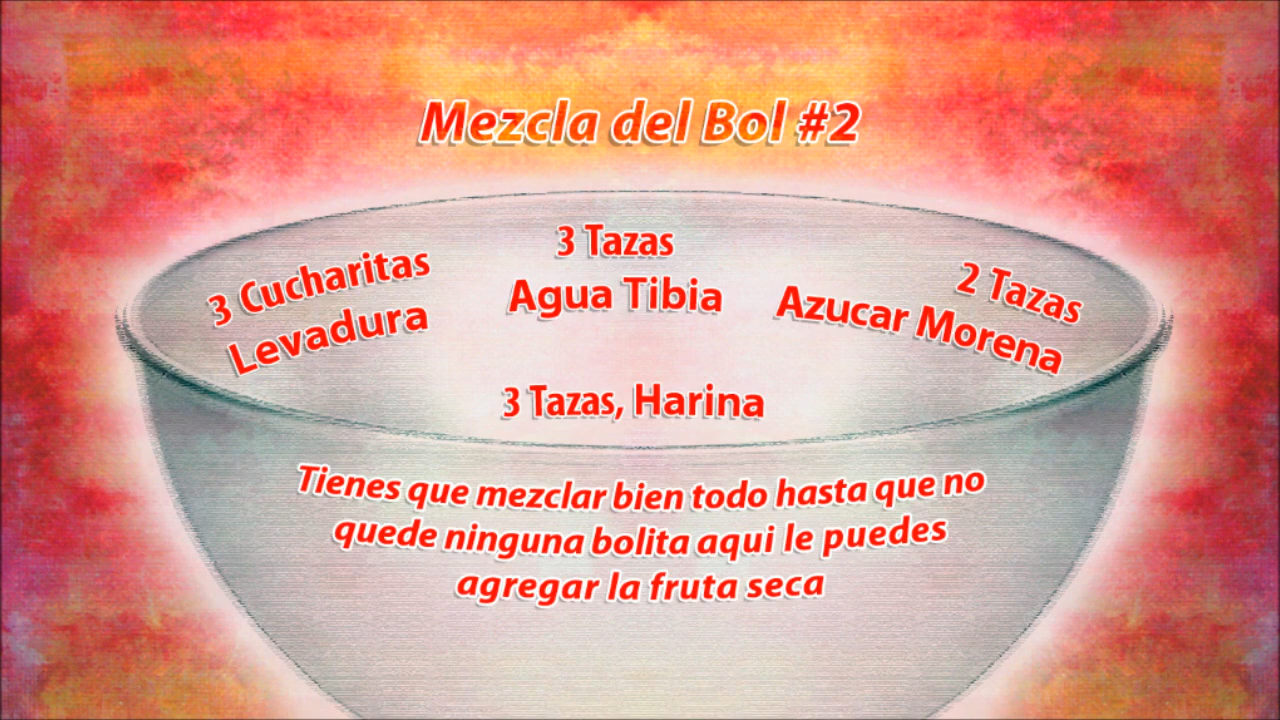 Mezcla del Bol #2
3 Cucharitas
Levadura
3 Tazas
Agua Tibia
2 Tazas
Azucar Morena
3 Tazas, Harina
Tienes que mezclar bien todo hasta que no
quede ninguna bolita aqui le puedes
agregar la fruta seca